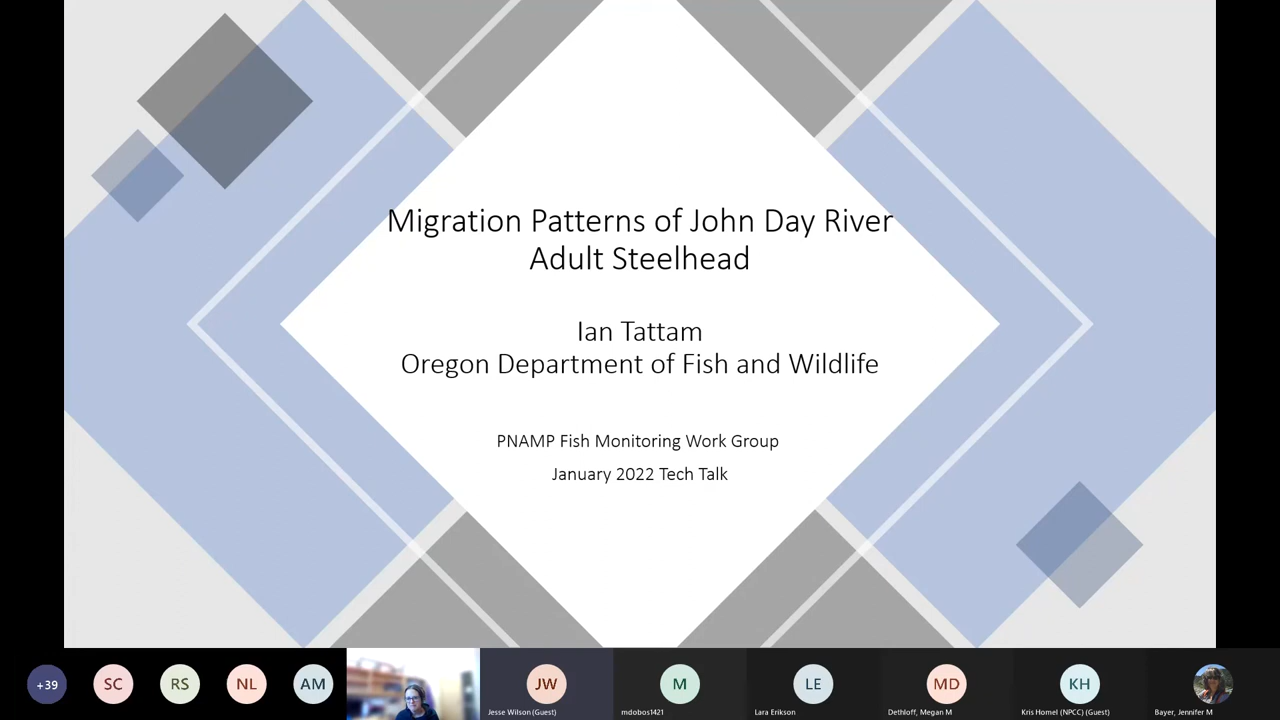 Migration Patterns of John Day River
Adult Steelhead
Ian Tattam
Oregon Department of Fish and Wildlife
PNAMP Fish Monitoring Work Group
January 2022 Tech Talk
+39
SC
RS
NL
AM
JW
M
LE
MD
KH
Jesse Wilson (Guest)
mdobos1421
Lara Erikson
Dethloff, Megan M
Kris Homel (NPCC) (Guest)
Bayer, Jennifer M